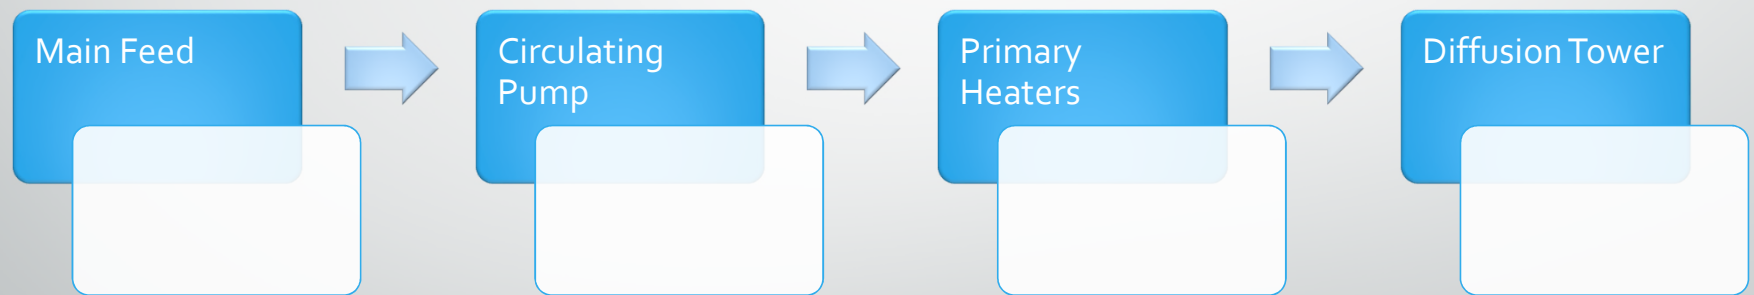 Main Feed
Circulating
Pump
Primary
Heaters
Diffusion Tower